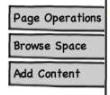 Page Operations
Browse Space
Add Content